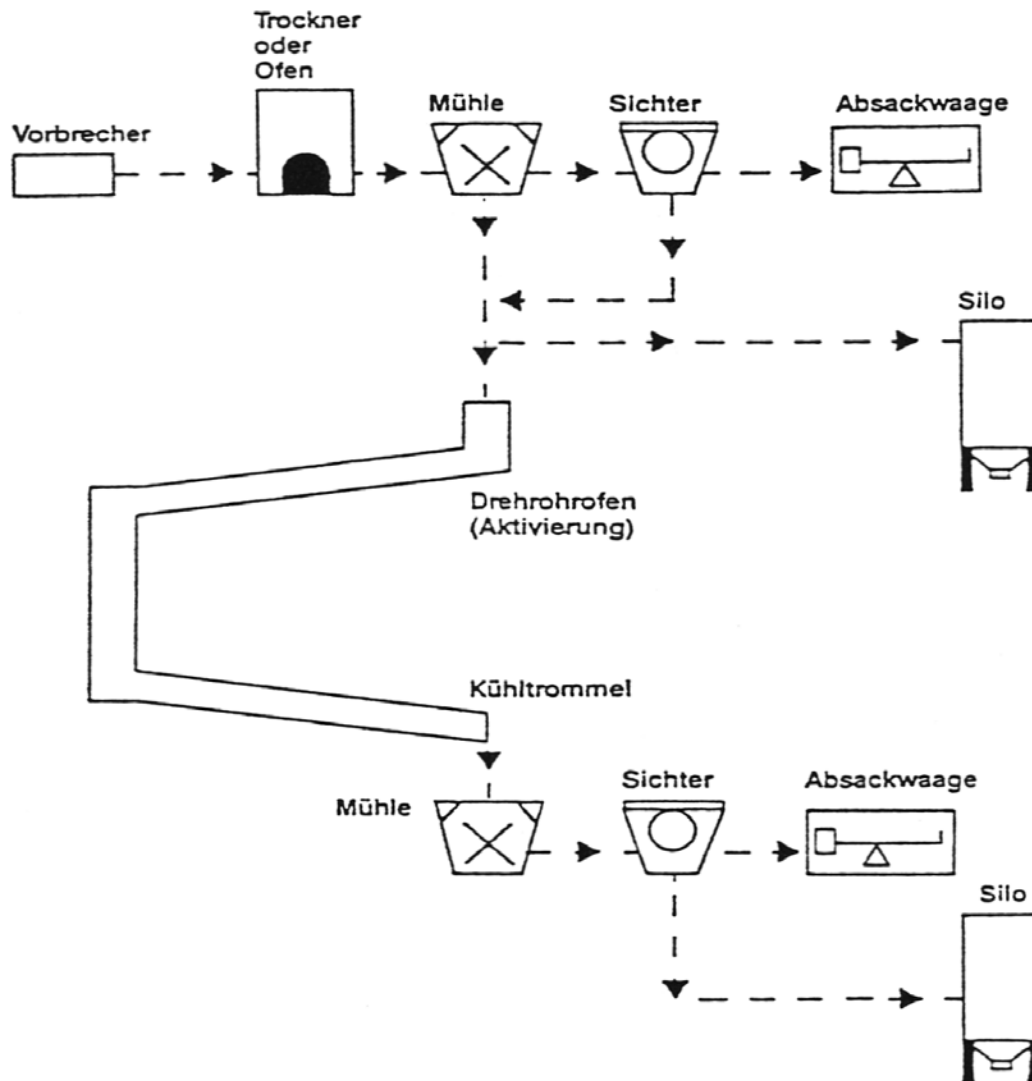 Trockner
oder
Ofen
Vorbrecher
Mühle
Sichter
Absackwaage
Silo
Drehrohrofen
(Aktivierung)
Kühltrommel
Mühle
Sichter
Absackwaage
Silo